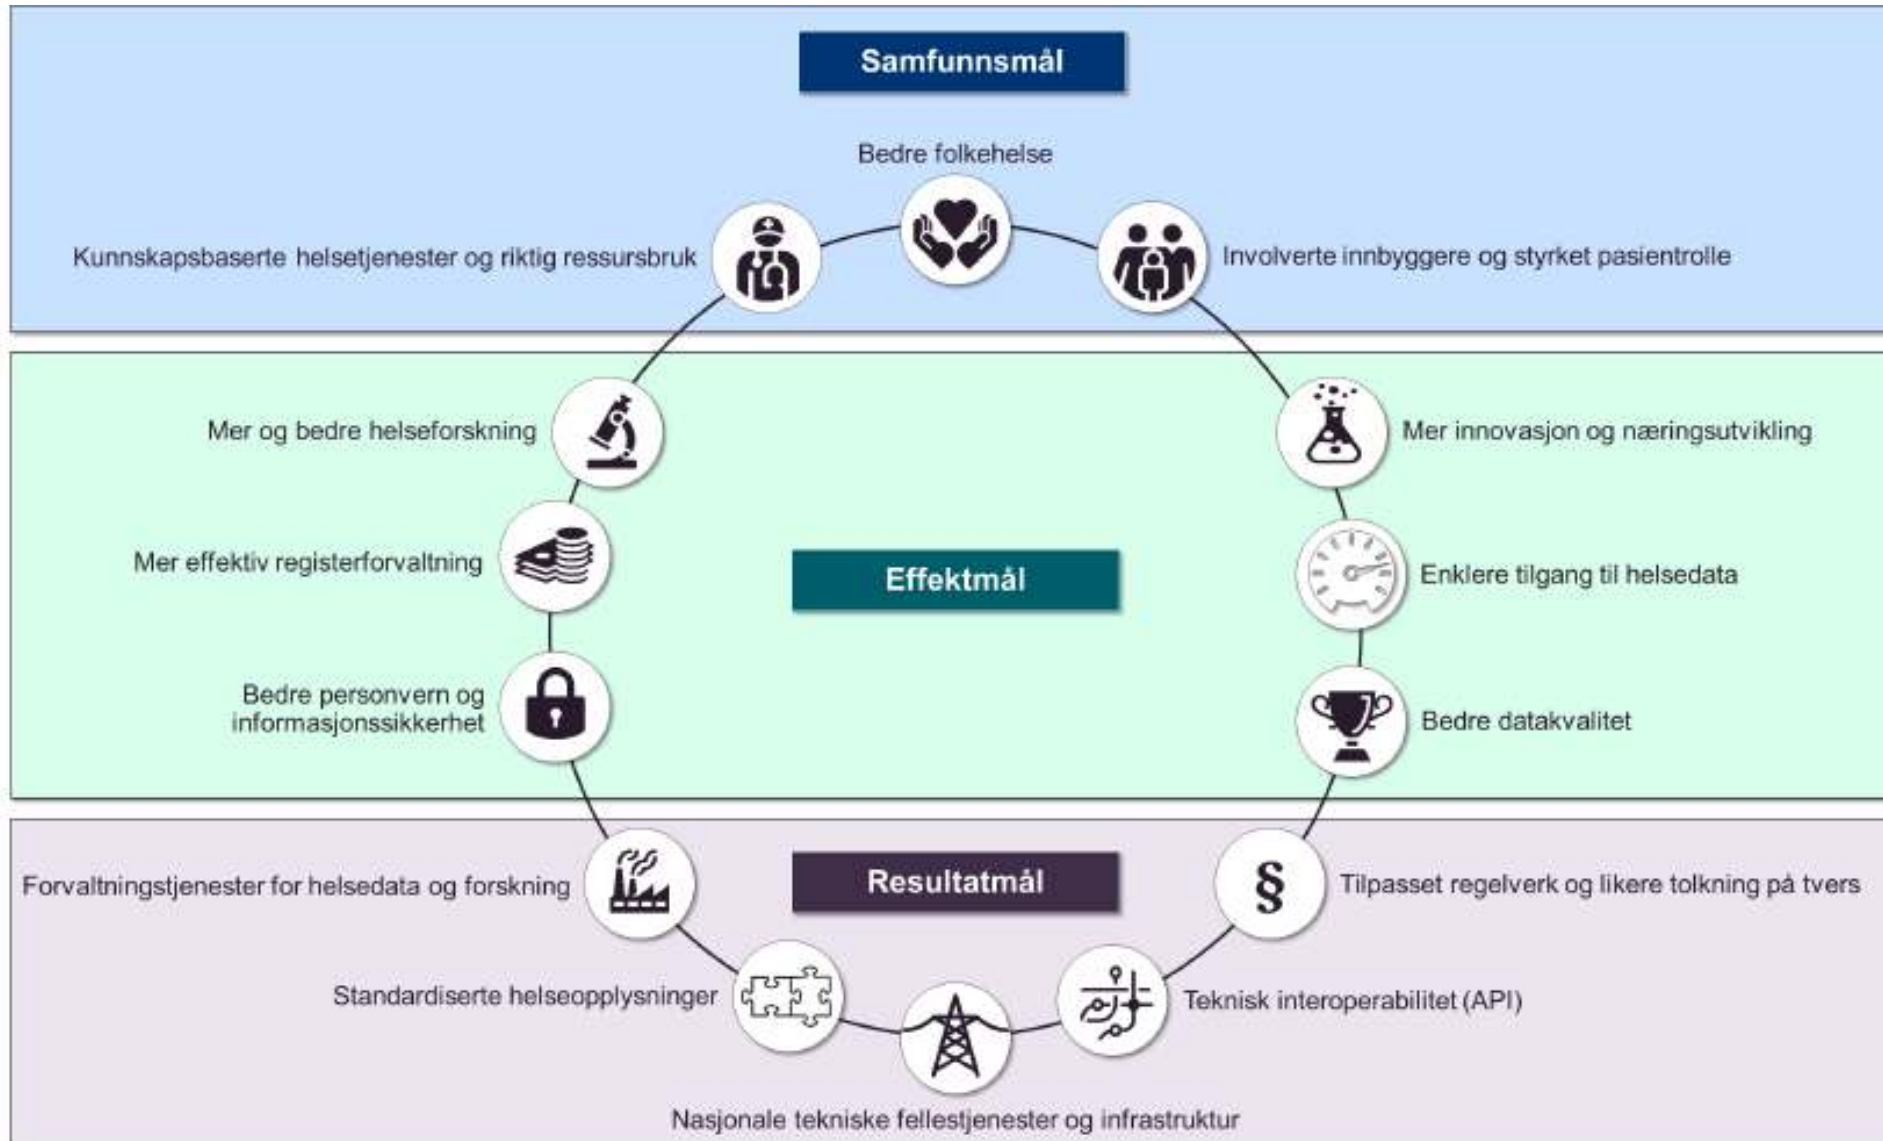 Samfunnsmål
Bedre folkehelse
Kunnskapsbaserte helsetjenester og riktig ressursbruk
Involverte innbyggere og styrket pasientrolle
Mer og bedre helseforskning
Mer innovasjon og næringsutvikling
Mer effektiv registerforvaltning
Effektmål
Enklere tilgang til helsedata
Bedre personvern og
informasjonssikkerhet
Bedre datakvalitet
Resultatmål
Forvaltningstjenester for helsedata og forskning
§
Tilpasset regelverk og likere tolkning på tvers
Standardiserte helseopplysninger
Teknisk interoperabilitet (API)
Nasjonale tekniske fellestjenester og infrastruktur